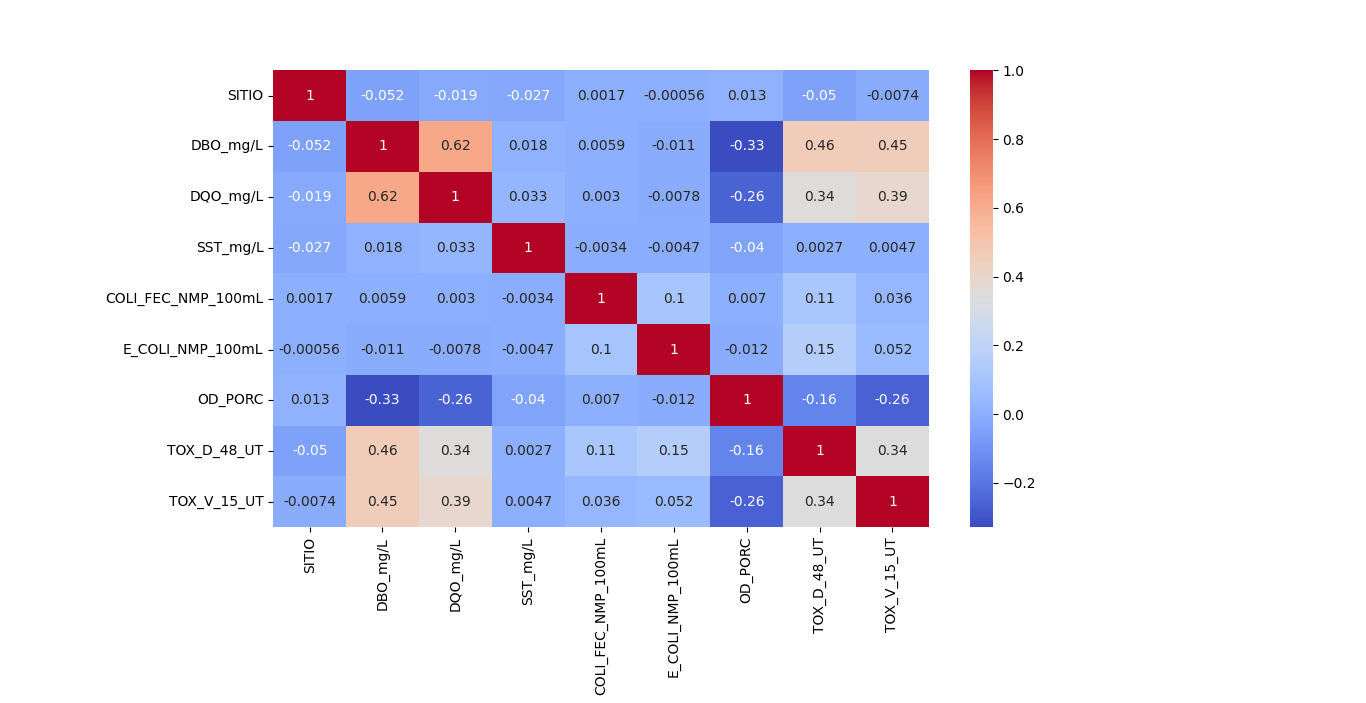 SITIO 1 -0.052 -0.019 -0.027 0.0017 -0.00056 0.013 -0.05 -0.0074
DBO_mg/L -0.052 1 0.62 0.018 0.0059 -0.011 -0.33 0.46 0.45
DQO_mg/L -0.019 0.62 1 0.033 0.003 -0.0078 -0.26 0.34 0.39
SST_mg/L -0.027 0.018 0.033 1 -0.0034 -0.0047 -0.04 0.0027 0.0047
COLI_FEC_NMP_100mL 0.0017 0.0059 0.003 -0.0034 1 0.1 0.007 0.11 0.036
E_COLI_NMP_100mL -0.00056 -0.011 -0.0078 -0.0047 0.1 1 -0.012 0.15 0.052
OD_PORC 0.013 -0.33 -0.26 -0.04 0.007 -0.012 1 -0.16 -0.26
TOX_D_48_UT -0.05 0.46 0.34 0.0027 0.11 0.15 -0.16 1 0.34
TOX_V_15_UT -0.0074 0.45 0.39 0.0047 0.036 0.052 -0.26 0.34 1
SITIO
DBO_mg/L
DQO_mg/L
SST_mg/L
COLI_FEC_NMP_100mL
E_COLI_NMP_100mL
OD_PORC
TOX_D_48_UT
TOX_V_15_UT
1.0
0.8
0.6
0.4
0.2
0.0
−0.2